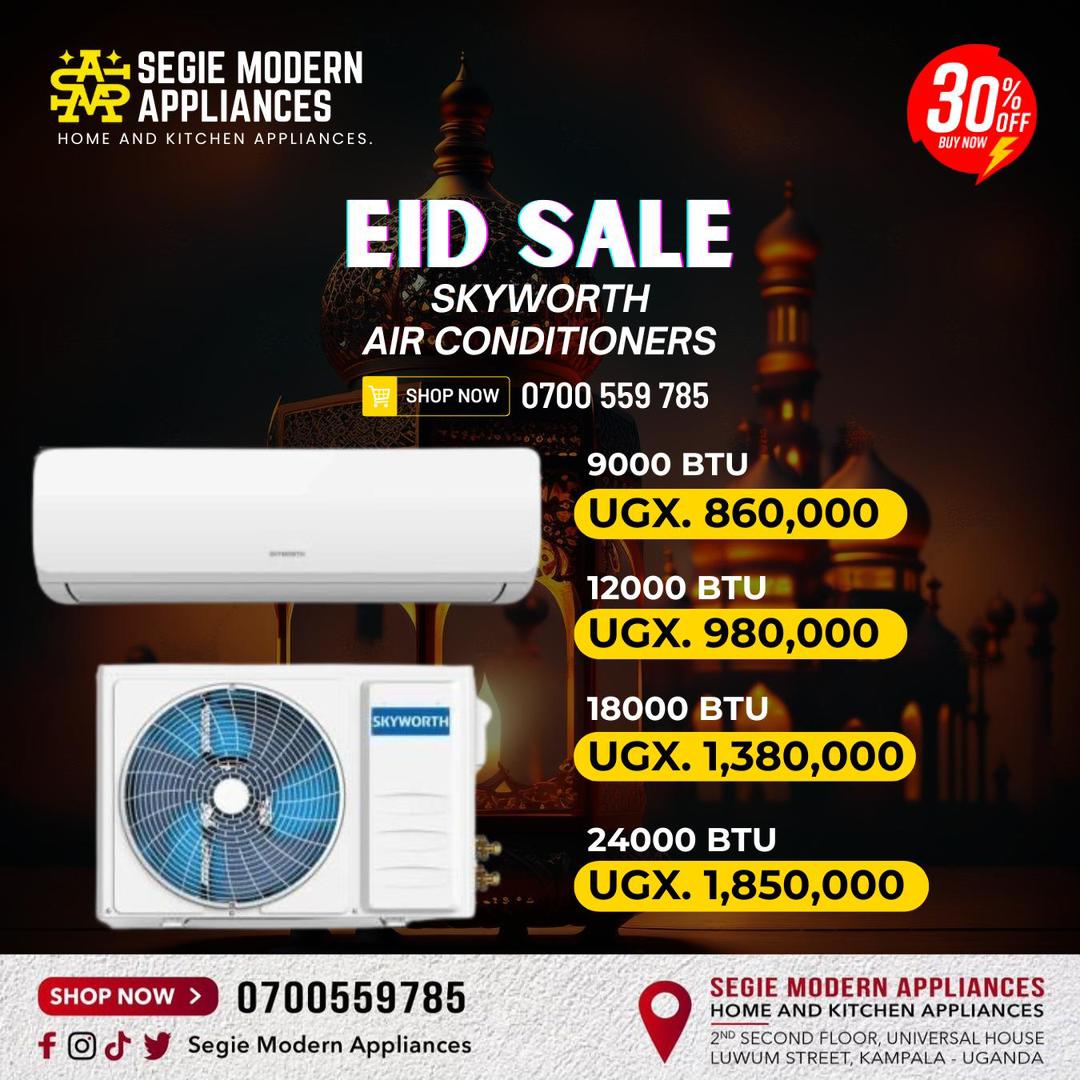 SEGIE MODERN
APPLIANCES
HOME AND KITCHEN APPLIANCES.
30%
OFF
BUY NOW
EID SALE
SKYWORTH
AIR CONDITIONERS
SHOP NOW 0700 559 785
SKYWORTH
9000 BTU
UGX. 860,000
12000 BTU
UGX. 980,000
SKYWORTH
18000 BTU
UGX. 1,380,000
24000 BTU
UGX. 1,850,000
SHOP NOW > 0700559785
Segie Modern Appliances
SEGIE MODERN APPLIANCES
HOME AND KITCHEN APPLIANCES
2ND SECOND FLOOR, UNIVERSAL HOUSE
LUWUM STREET, KAMPALA - UGANDA